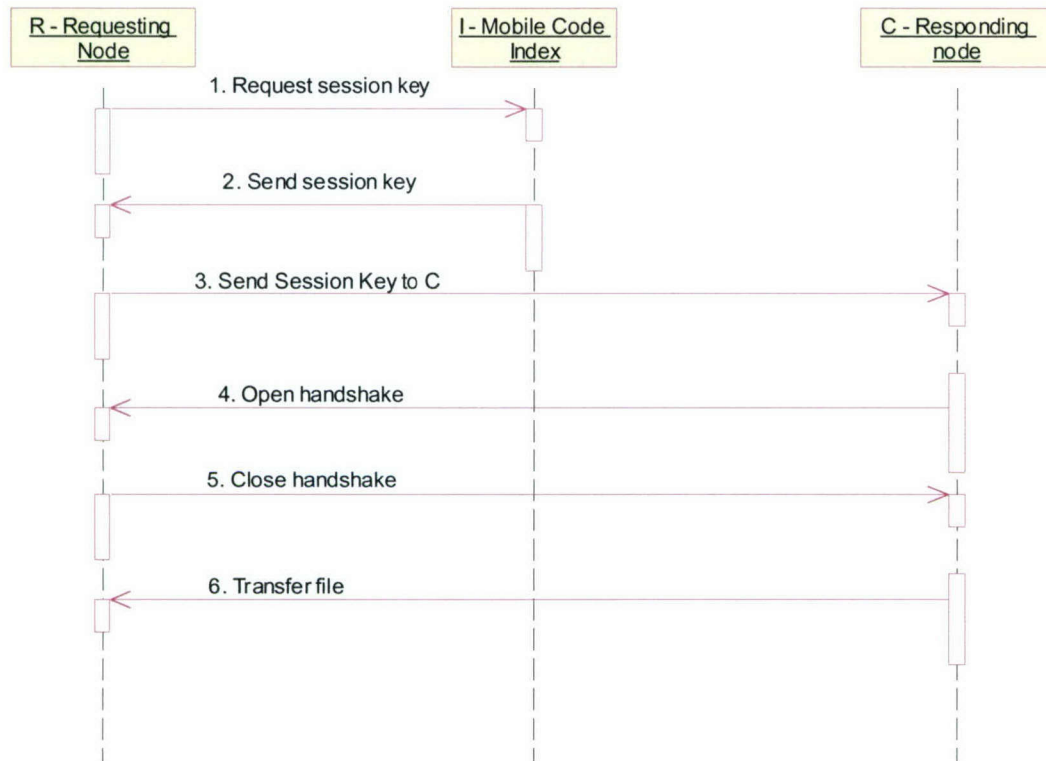 R - Requesting
Node
I - Mobile Code
Index
C - Responding
node
1. Request session key
2. Send session key
3. Send Session Key to C
4. Open handshake
5. Close handshake
6. Transfer file